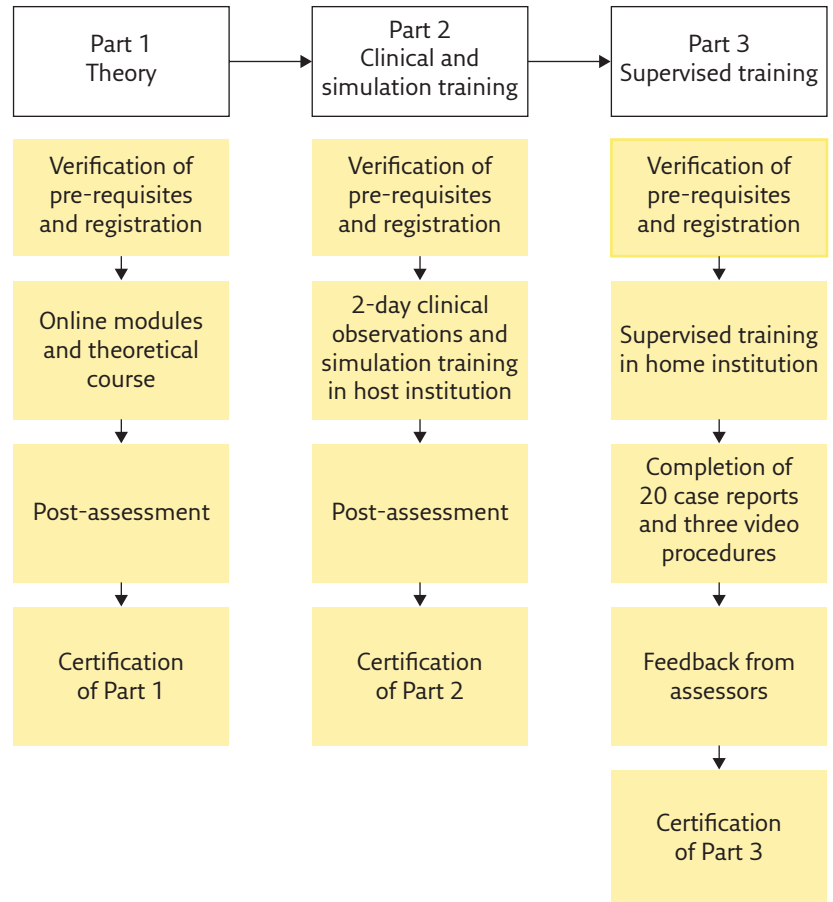 Part 1
Theory
Part 2
Clinical and
simulation training
Part 3
Supervised training
Verification of
pre-requisites
and registration
Online modules
and theoretical
course
Post-assessment
Certification
of Part 1
Verification of
pre-requisites
and registration
2-day clinical
observations and
simulation training
in host institution
Post-assessment
Certification
of Part 2
Verification of
pre-requisites
and registration
Supervised training
in home institution
Completion of
20 case reports
and three video
procedures
Feedback from
assessors
Certification
of Part 3